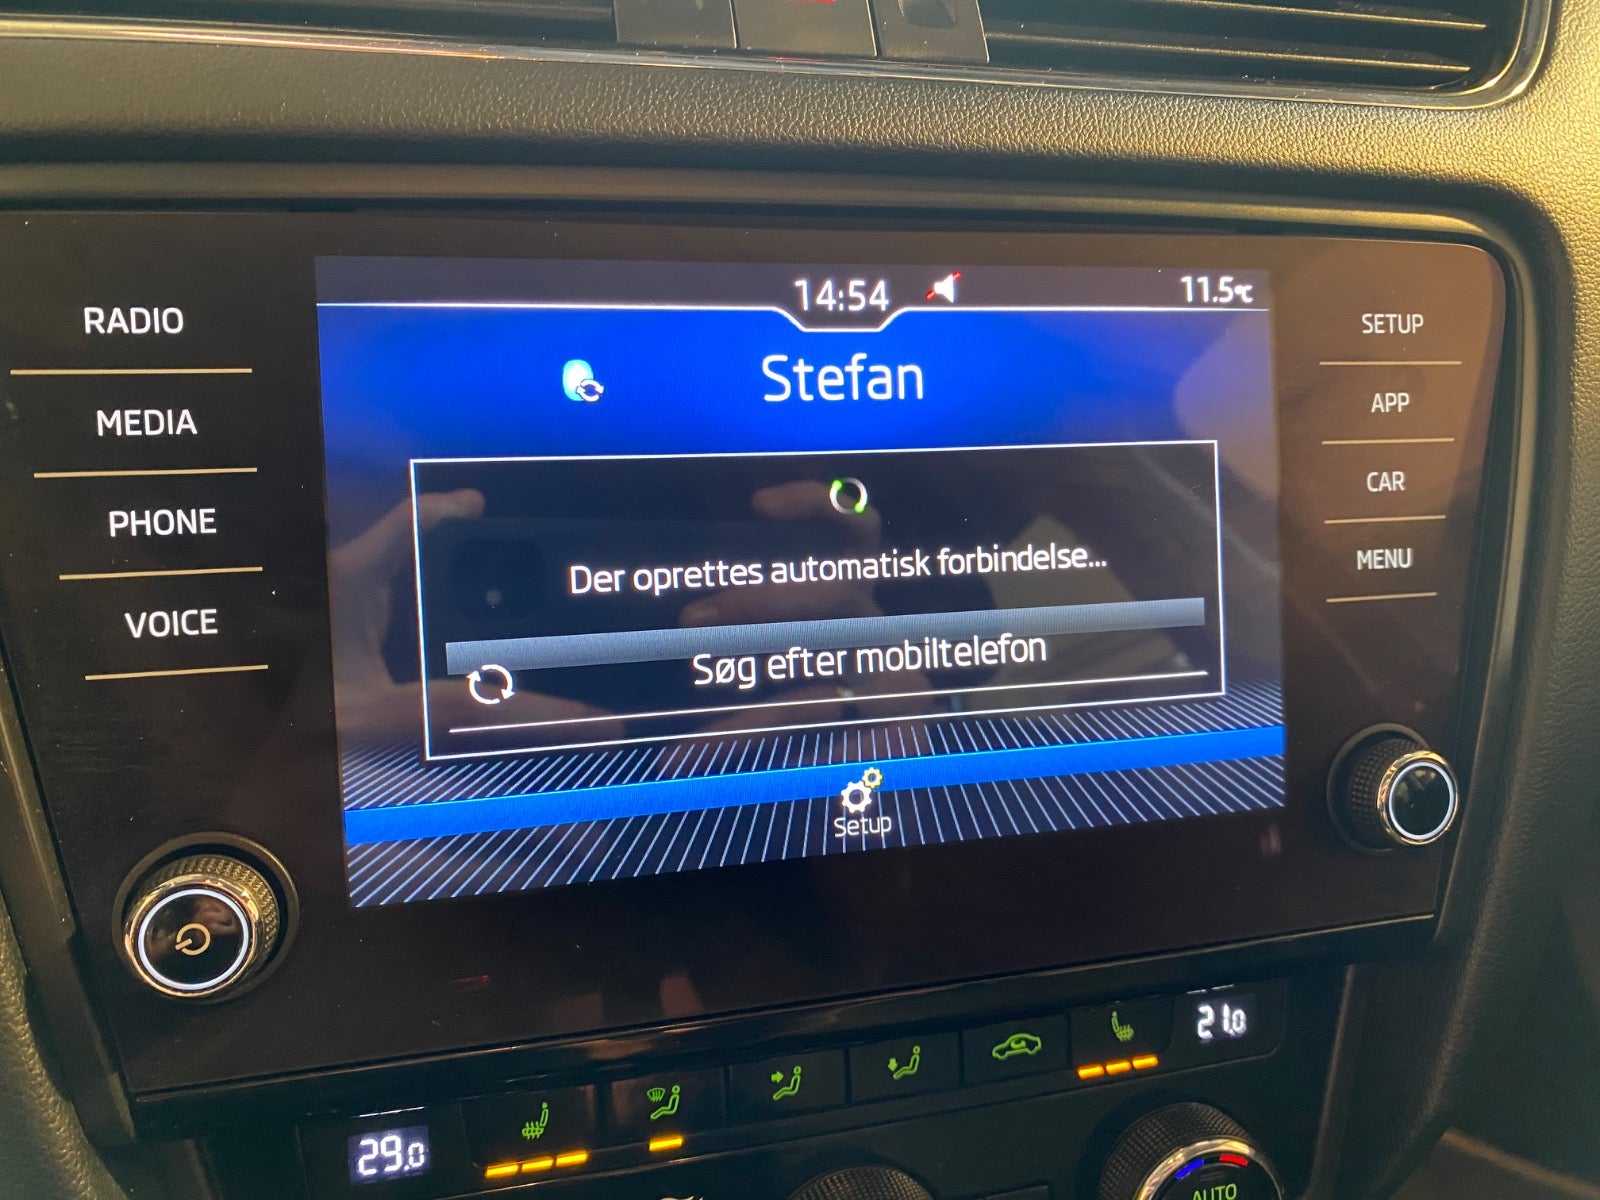 14:54
11.5°C
Stefan
Der oprettes automatisk forbindelse...
Søg efter mobiltelefon
Setup
RADIO
MEDIA
PHONE
VOICE
SETUP
APP
CAR
MENU
29.0
21.0
AUTO